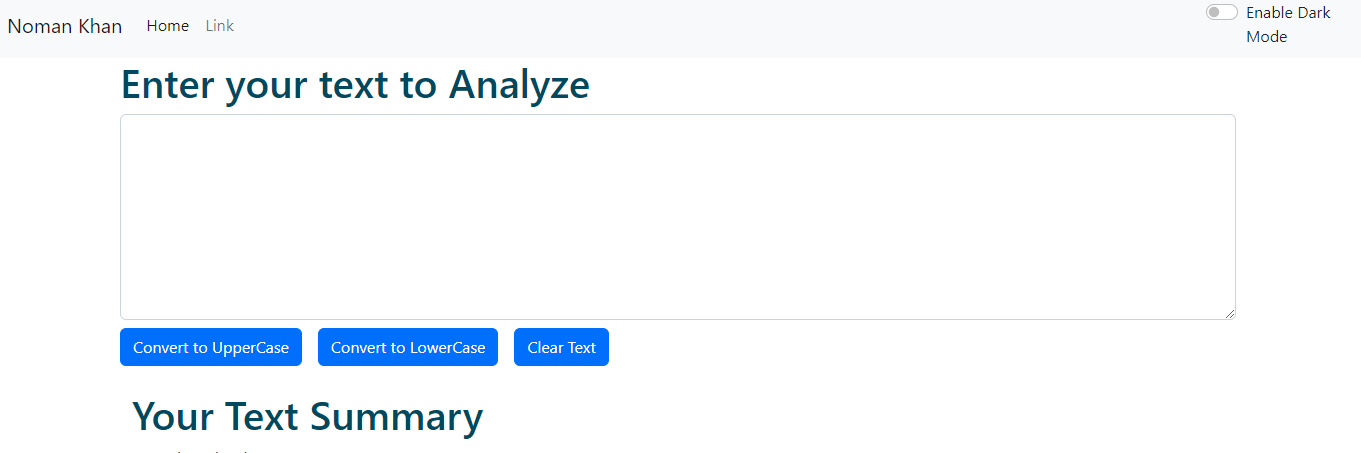 Noman Khan Home Link Enable Dark
Mode
Enter your text to Analyze
Convert to UpperCase Convert to LowerCase Clear Text
Your Text Summary